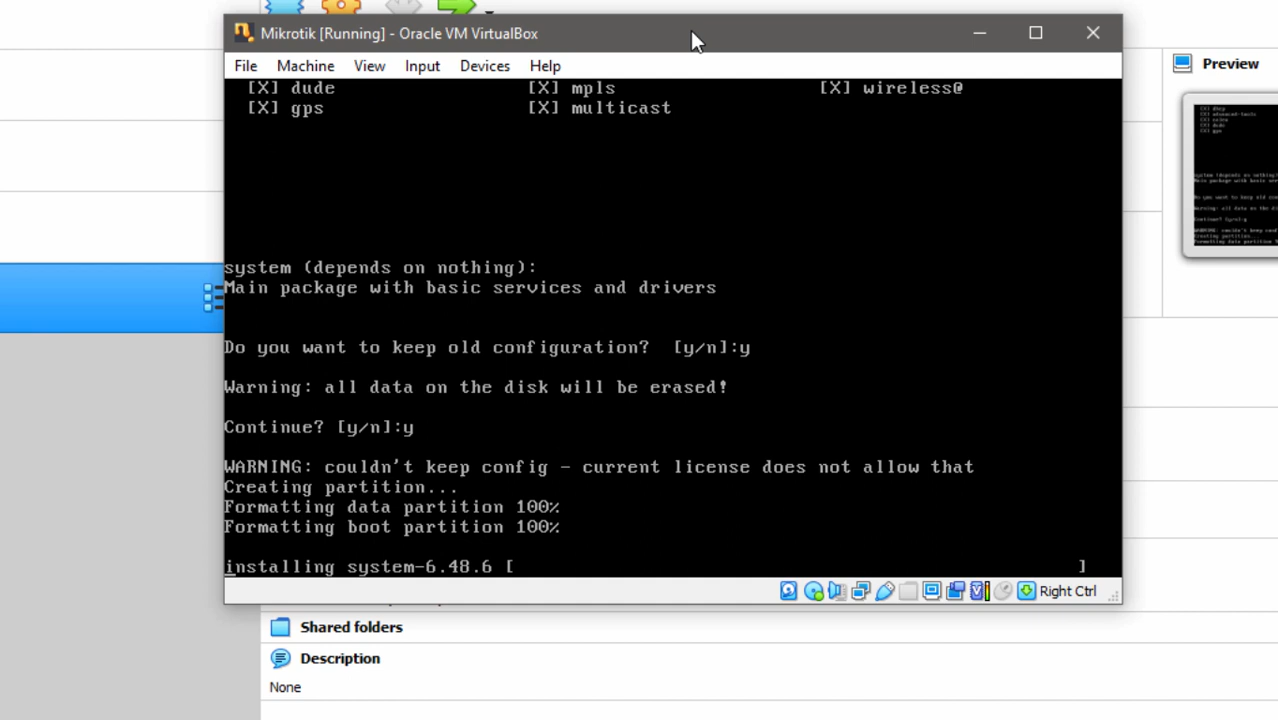 Mikrotik [Running] - Oracle VM VirtualBox
File Machine View Input Devices Help
Preview
[X] dude [X] mpls [X] wireless@
[X] gps [X] multicast
system (depends on nothing):
Main package with basic services and drivers
Do you want to keep old configuration? [y/n]:y
Warning: all data on the disk will be erased!
Continue? [y/n]:y
WARNING: couldn't keep config - current license does not allow that
Creating partition...
Formatting data partition 100%
Formatting boot partition 100%
installing system-6.48.6 [ ]
Right Ctrl
Shared folders
Description
None